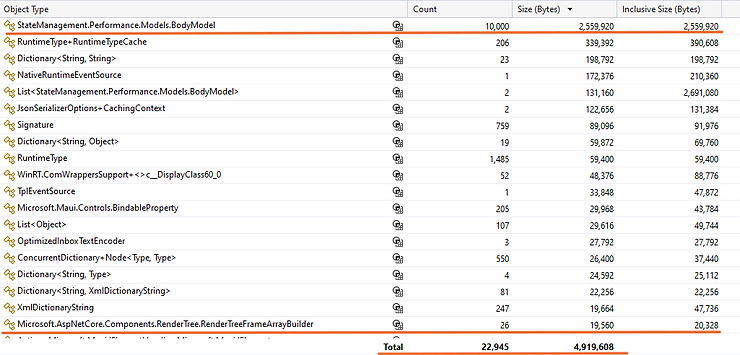 Object Type Count Size (Bytes) Inclusive Size (Bytes)
StateManagement.Performance.Models.BodyModel 10,000 2,559,920 2,559,920
RuntimeType+RuntimeTypeCache 206 339,392 390,608
Dictionary<String, String> 23 198,792 198,792
NativeRuntimeEventSource 1 172,376 210,360
List<StateManagement.Performance.Models.BodyModel> 2 131,160 2,691,080
JsonSerializerOptions+CachingContext 2 122,656 131,384
Signature 759 89,096 91,976
Dictionary<String, Object> 19 59,872 69,760
RuntimeType 1,485 59,400 59,400
WinRT.ComWrappersSupport+<>c__DisplayClass60_0 52 48,376 88,776
TplEventSource 1 33,848 47,872
Microsoft.Maui.Controls.BindableProperty 205 29,968 43,784
List<Object> 107 29,616 49,744
OptimizedInboxTextEncoder 3 27,792 27,792
ConcurrentDictionary+Node<Type, Type> 550 26,400 37,440
Dictionary<String, Type> 4 24,592 25,112
Dictionary<String, XmlDictionaryString> 81 22,256 22,256
XmlDictionaryString 247 19,664 47,736
Microsoft.AspNetCore.Components.RenderTree.RenderTreeFrameArrayBuilder 26 19,560 20,328
Total 22,945 4,919,608